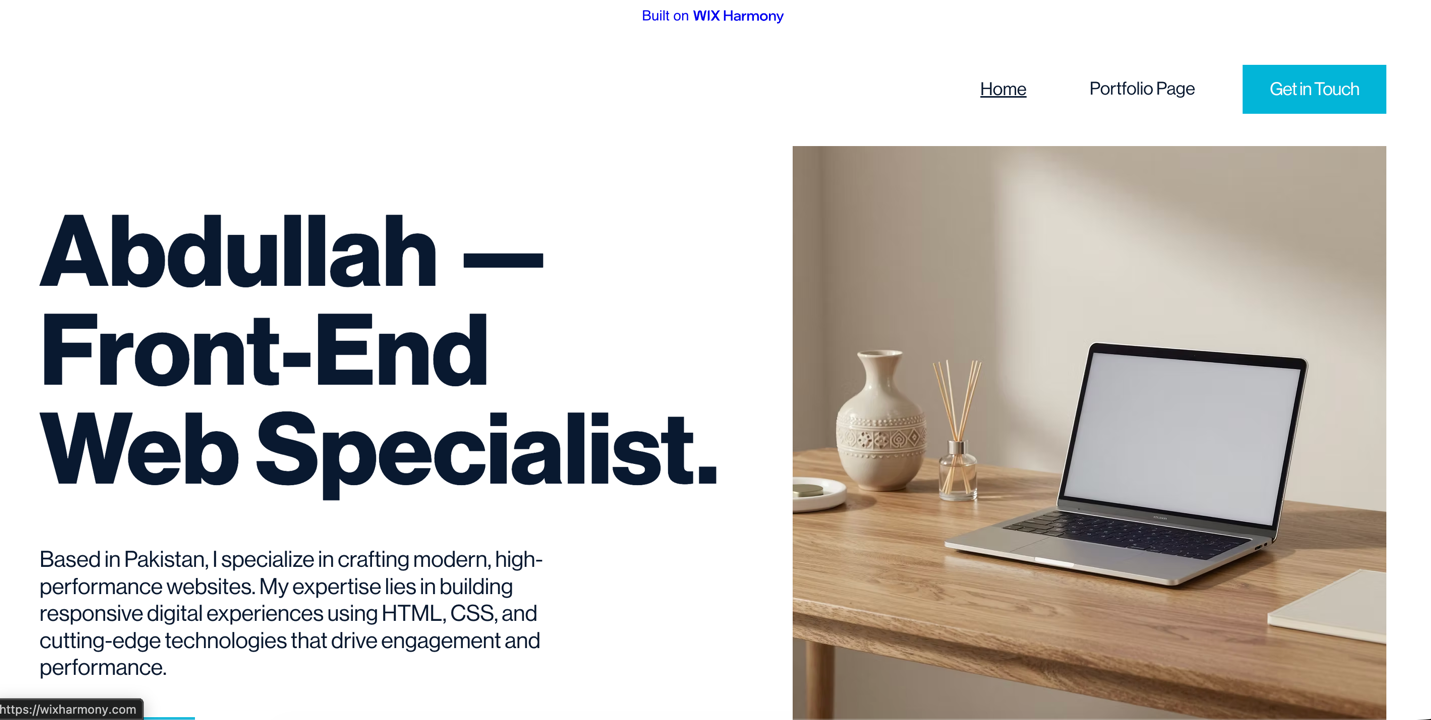 Built on WIX Harmony
Home
Portfolio Page
Get in Touch
Abdullah —
Front-End
Web Specialist.
Based in Pakistan, I specialize in crafting modern, high-
performance websites. My expertise lies in building
responsive digital experiences using HTML, CSS, and
cutting-edge technologies that drive engagement and
performance.
https://wixharmony.com